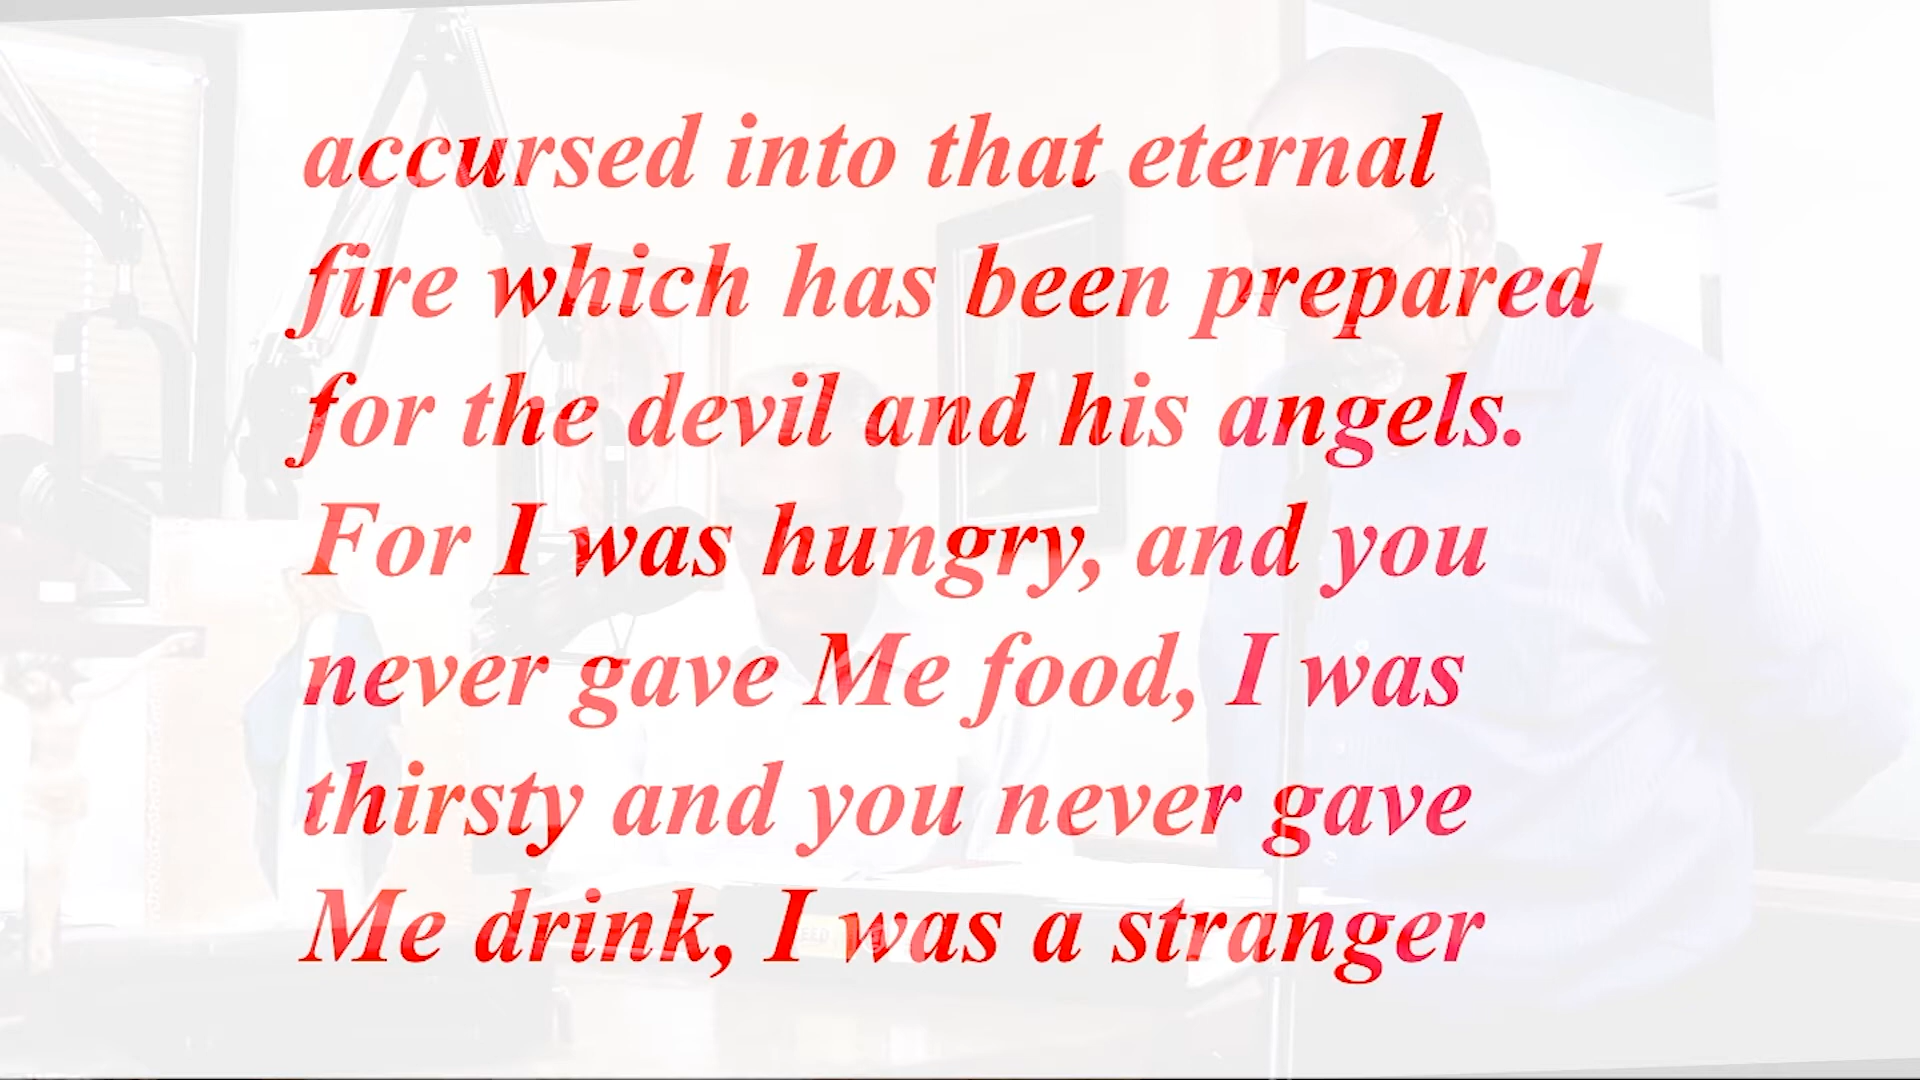 accursed into that eternal
fire which has been prepared
for the devil and his angels.
For I was hungry, and you
never gave Me food, I was
thirsty and you never gave
Me drink, I was a stranger